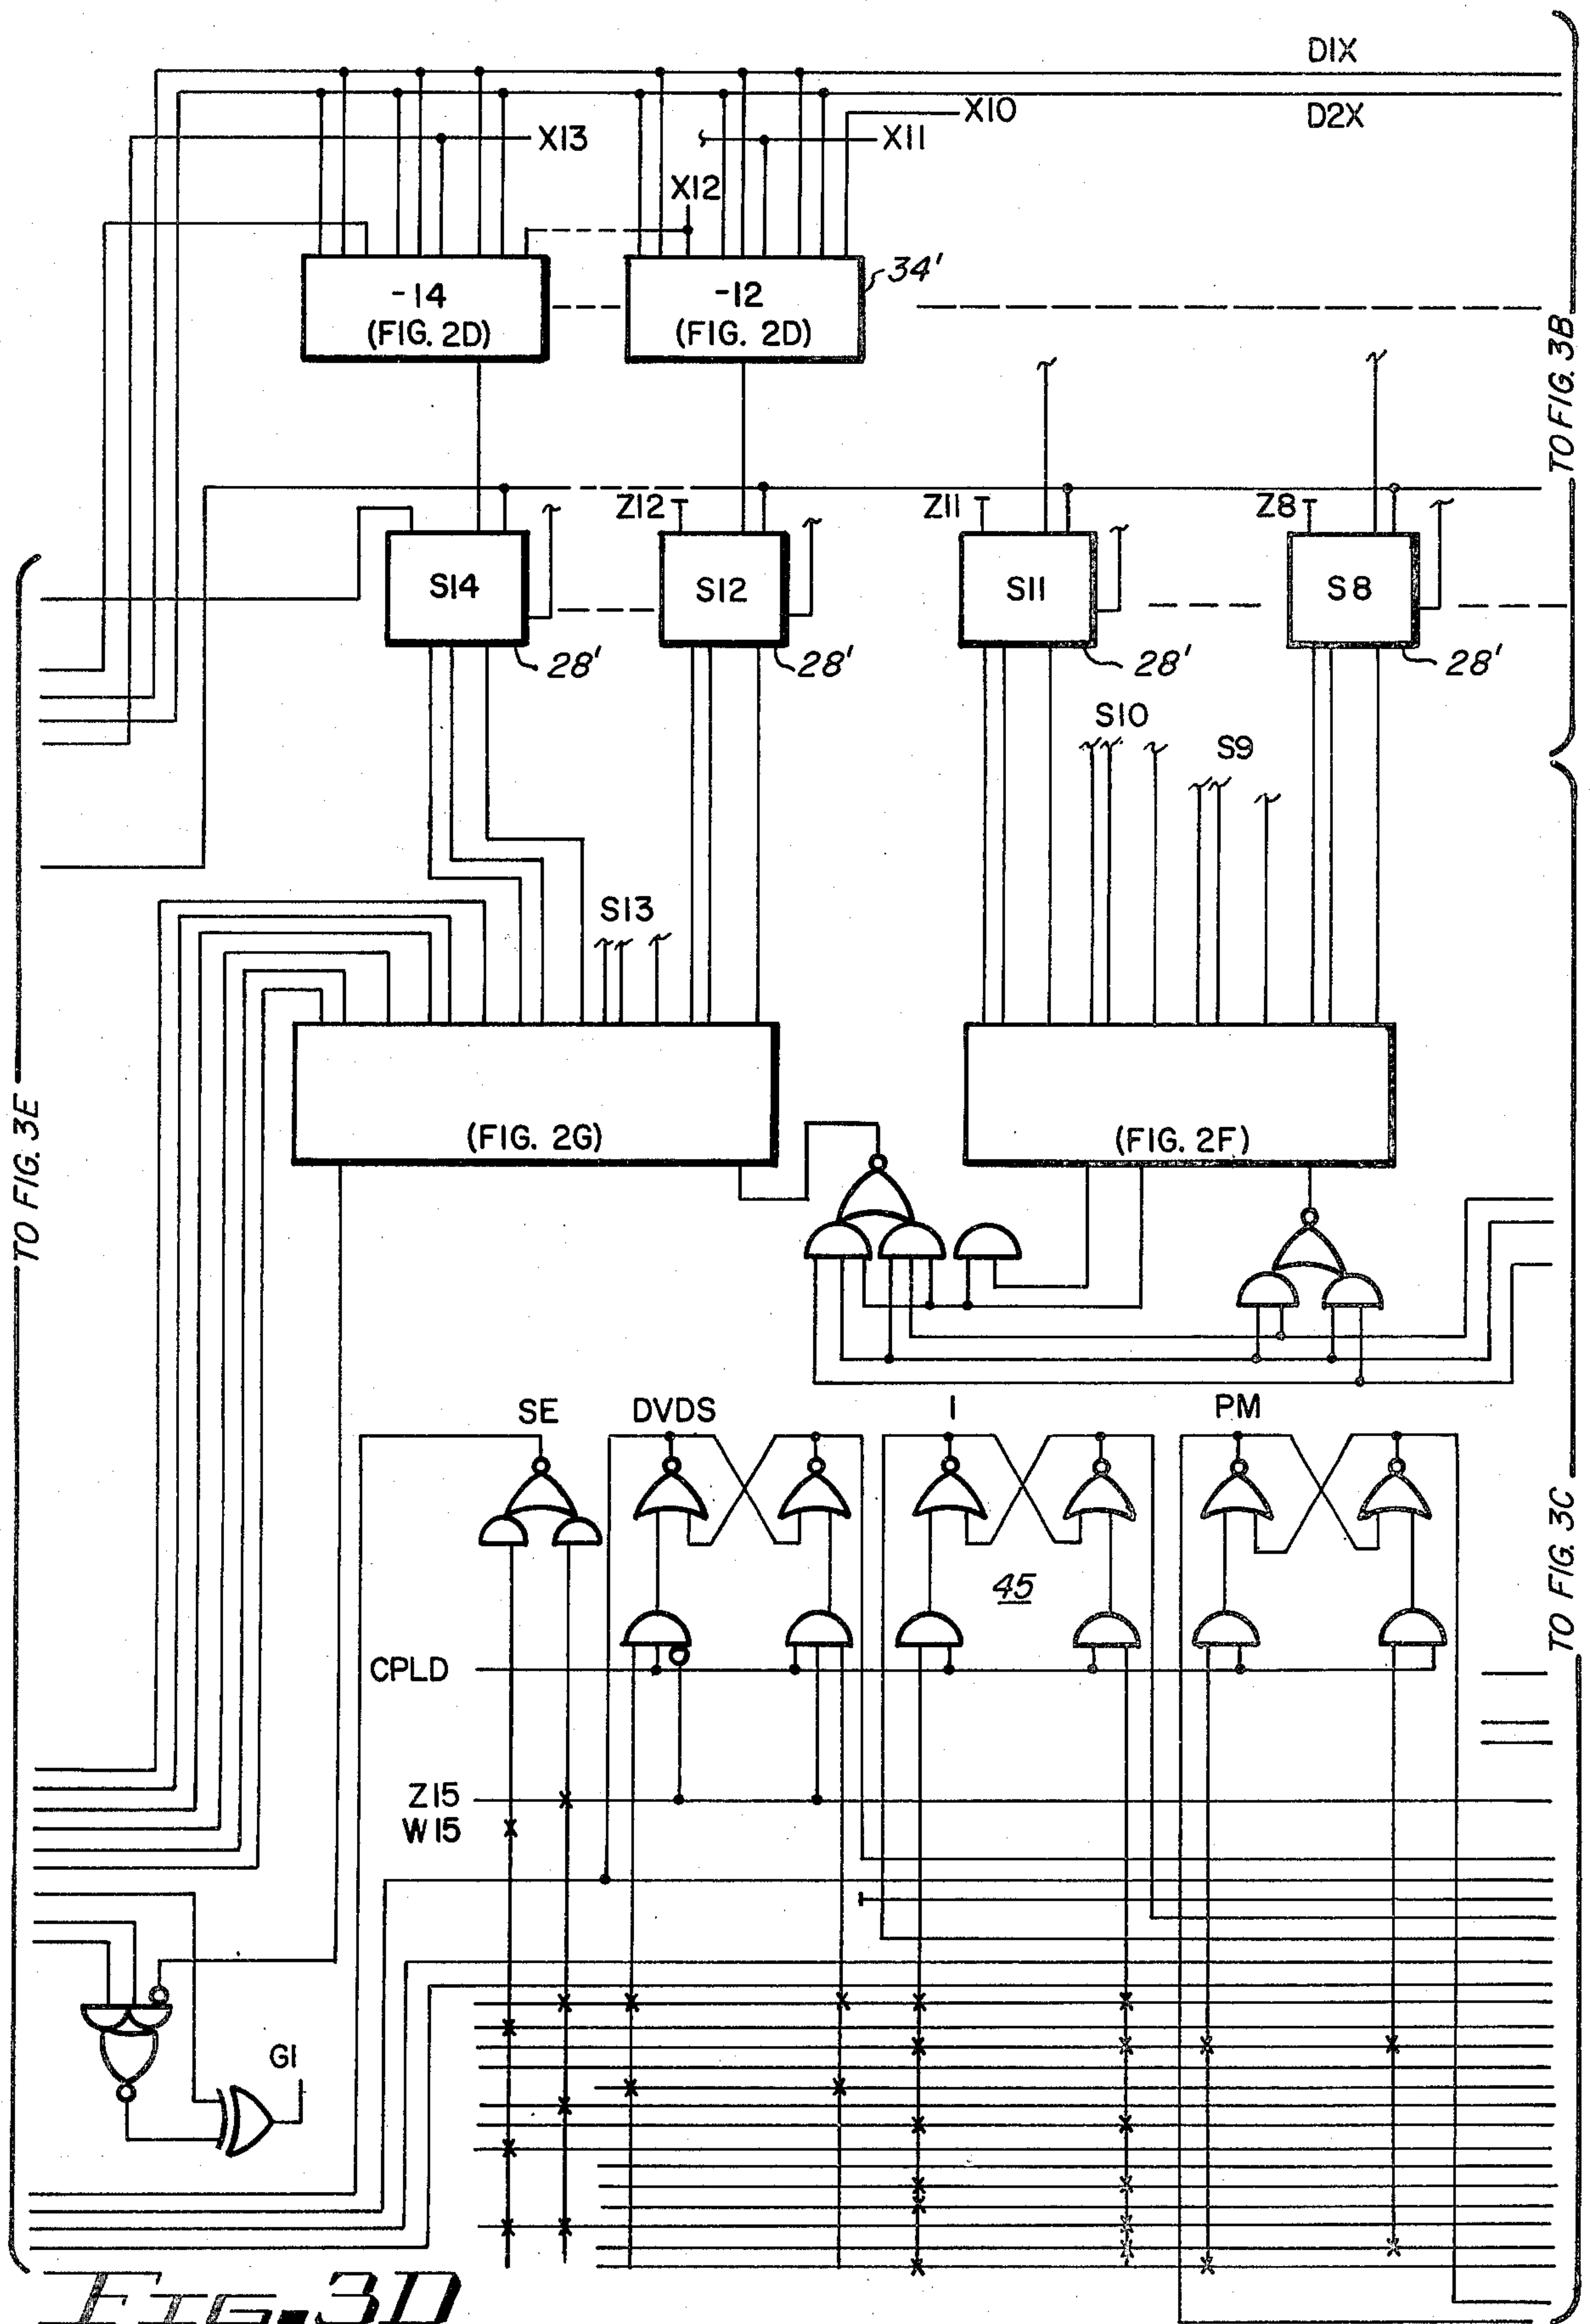 D1X
D2X
X10
X13
X11
X12
34'
-14
(FIG. 2D)
-12
(FIG. 2D)
TO FIG. 3B
Z12
Z11
Z8
S14
S12
S11
S8
28'
28'
28'
28'
S10
S9
S13
TO FIG. 3E
(FIG. 2G)
(FIG. 2F)
SE
DVDS
I
PM
45
TO FIG. 3C
CPLD
Z15
W15
G1
FIG. 3D